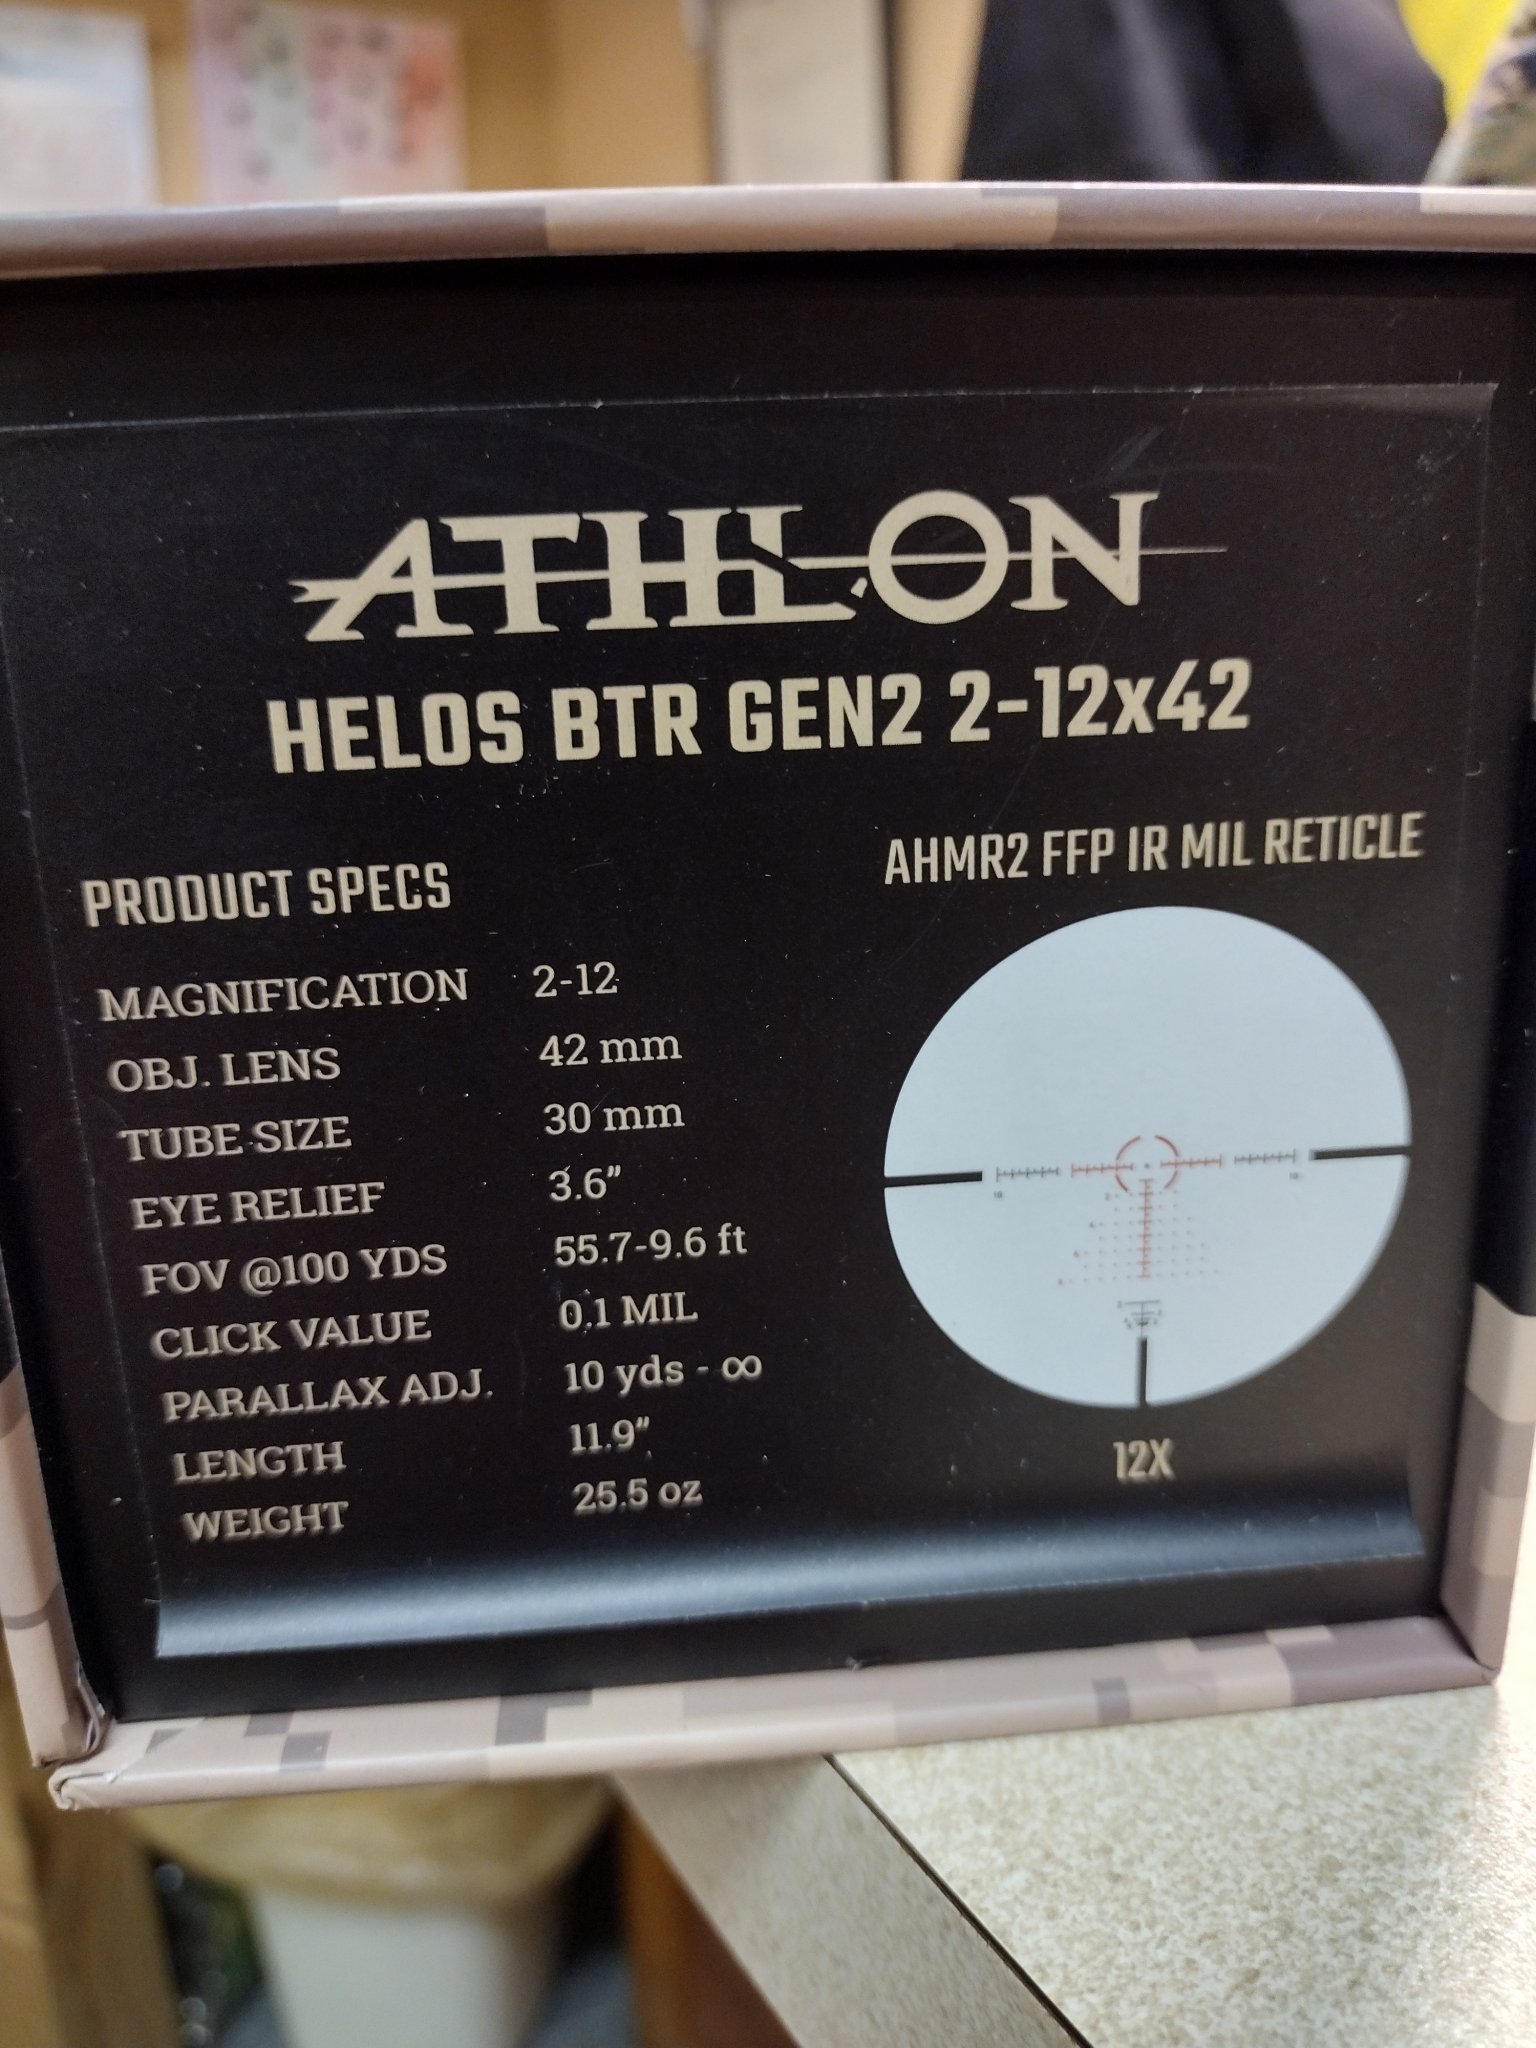 ATHLON
HELOS BTR GEN2 2-12x42
PRODUCT SPECS
MAGNIFICATION 2-12
OBJ. LENS 42 mm
TUBE SIZE 30 mm
EYE RELIEF 3.6"
FOV @100 YDS 55.7-9.6 ft
CLICK VALUE 0.1 MIL
PARALLAX ADJ. 10 yds - ∞
LENGTH 11.9"
WEIGHT 25.5 oz
AHMR2 FFP IR MIL RETICLE
12X